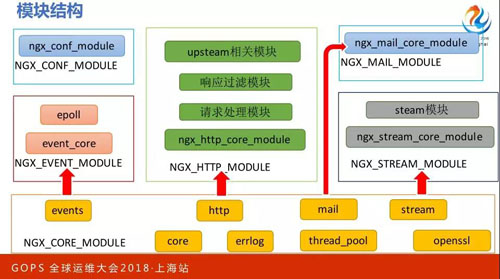 模块结构
ngx_conf_module
NGX_CONF_MODULE
upsteam相关模块
响应过滤模块
请求处理模块
ngx_http_core_module
NGX_HTTP_MODULE
ngx_mail_core_module
NGX_MAIL_MODULE
epoll
event_core
NGX_EVENT_MODULE
steam模块
ngx_stream_core_module
NGX_STREAM_MODULE
events
http
mail
stream
NGX_CORE_MODULE
core
errlog
thread_pool
openssl
GOPS 全球运维大会2018·上海站